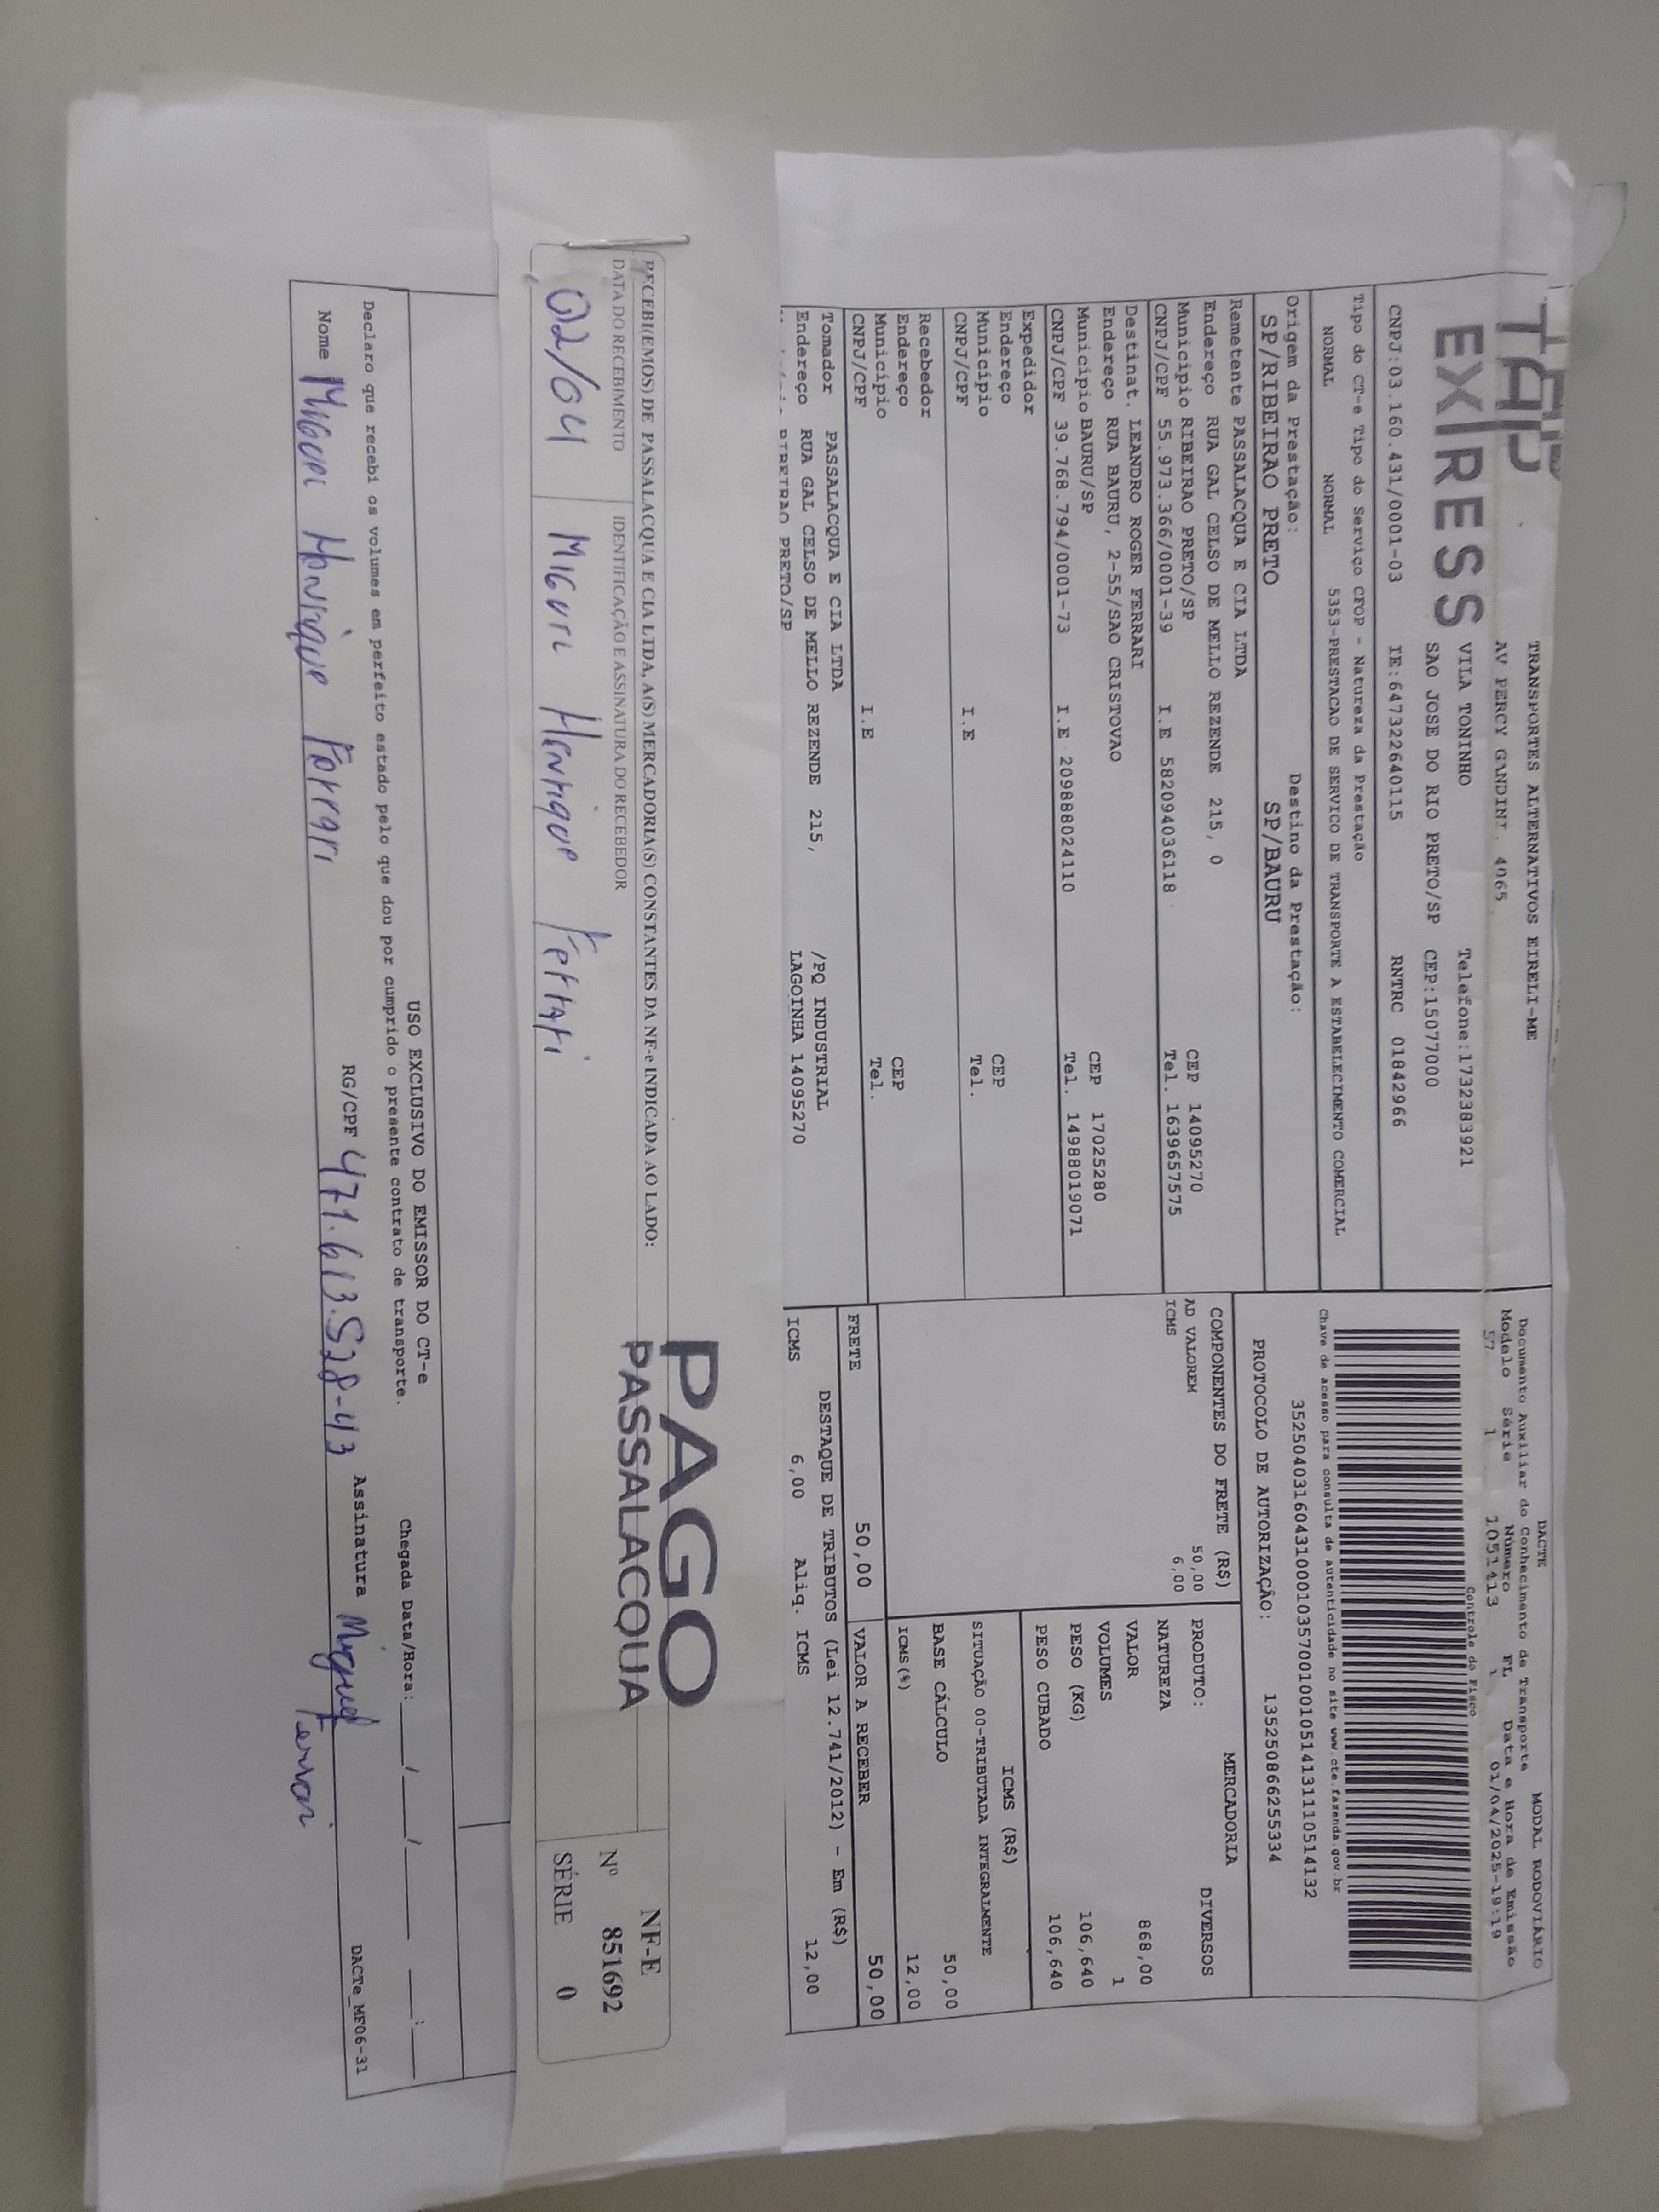 TAP
EXPRESS
TRANSPORTES ALTERNATIVOS EIRELI-ME
AV PERCY GANDINI. 4065
VILA TONINHO Telefone:1732383921
SAO JOSE DO RIO PRETO/SP CEP:15077000
CNPJ:03.160.431/0001-03 IE:647322640115 RNTRC 01842966
Tipo do CT-e Tipo do Serviço CFOP - Natureza da Prestação
NORMAL NORMAL 5353-PRESTACAO DE SERVICO DE TRANSPORTE A ESTABELECIMENTO COMERCIAL
Origem da Prestação: Destino da Prestação:
SP/RIBEIRAO PRETO SP/BAURU
Remetente PASSALACQUA E CIA LTDA
Endereço RUA GAL CELSO DE MELLO REZENDE 215, 0
Município RIBEIRAO PRETO/SP CEP 14095270
CNPJ/CPF 55.973.366/0001-39 I.E 582094036118 Tel. 1639657575
Destinat. LEANDRO ROGER FERRARI
Endereço RUA BAURU, 2-55/SAO CRISTOVAO
Município BAURU/SP CEP 17025280
CNPJ/CPF 39.768.794/0001-73 I.E 209888024110 Tel. 14988019071
Expedidor
Endereço
Município CEP
CNPJ/CPF I.E Tel.
Recebedor
Endereço
Município CEP
CNPJ/CPF I.E Tel.
Tomador PASSALACQUA E CIA LTDA /PQ INDUSTRIAL
Endereço RUA GAL CELSO DE MELLO REZENDE 215, LAGOINHA 14095270
PRETO/SP
DACTE MODAL RODOVIÁRIO
Documento Auxiliar do Conhecimento de Transporte
Modelo Série Número FL Data e Hora de Emissão
57 1 1051413 1 01/04/2025-19:19
Controle do Fisco
Chave de acesso para consulta de autenticidade no site www.cte.fazenda.gov.br
35250403160431000103570010010514131110514132
PROTOCOLO DE AUTORIZAÇÃO: 135250866255334
COMPONENTES DO FRETE (R$)
AD VALOREM 50,00
ICMS 6,00
MERCADORIA
PRODUTO: DIVERSOS
NATUREZA
VALOR 868,00
VOLUMES 1
PESO (KG) 106,640
PESO CUBADO 106,640
ICMS (R$)
SITUAÇÃO 00-TRIBUTADA INTEGRALMENTE
BASE CÁLCULO 50,00
ICMS(%) 12,00
FRETE 50,00 VALOR A RECEBER 50,00
DESTAQUE DE TRIBUTOS (Lei 12.741/2012) - Em (R$)
ICMS 6,00 Aliq. ICMS 12,00
PAGO
PASSALACQUA
RECEBI(EMOS) DE PASSALACQUA E CIA LTDA, A(S) MERCADORIA(S) CONSTANTES DA NF-e INDICADA AO LADO:
DATA DO RECEBIMENTO IDENTIFICAÇÃO E ASSINATURA DO RECEBEDOR
02/04 Miguel Henrique Ferrari
NF-E
Nº 851692
SÉRIE 0
USO EXCLUSIVO DO EMISSOR DO CT-e
Declaro que recebi os volumes em perfeito estado pelo que dou por cumprido o presente contrato de transporte. Chegada Data/Hora: ___/___/___ ___:___
Nome Miguel Henrique Ferrari RG/CPF 471.613.528-43 Assinatura Miguel Ferrari
DACTe_MF06-31